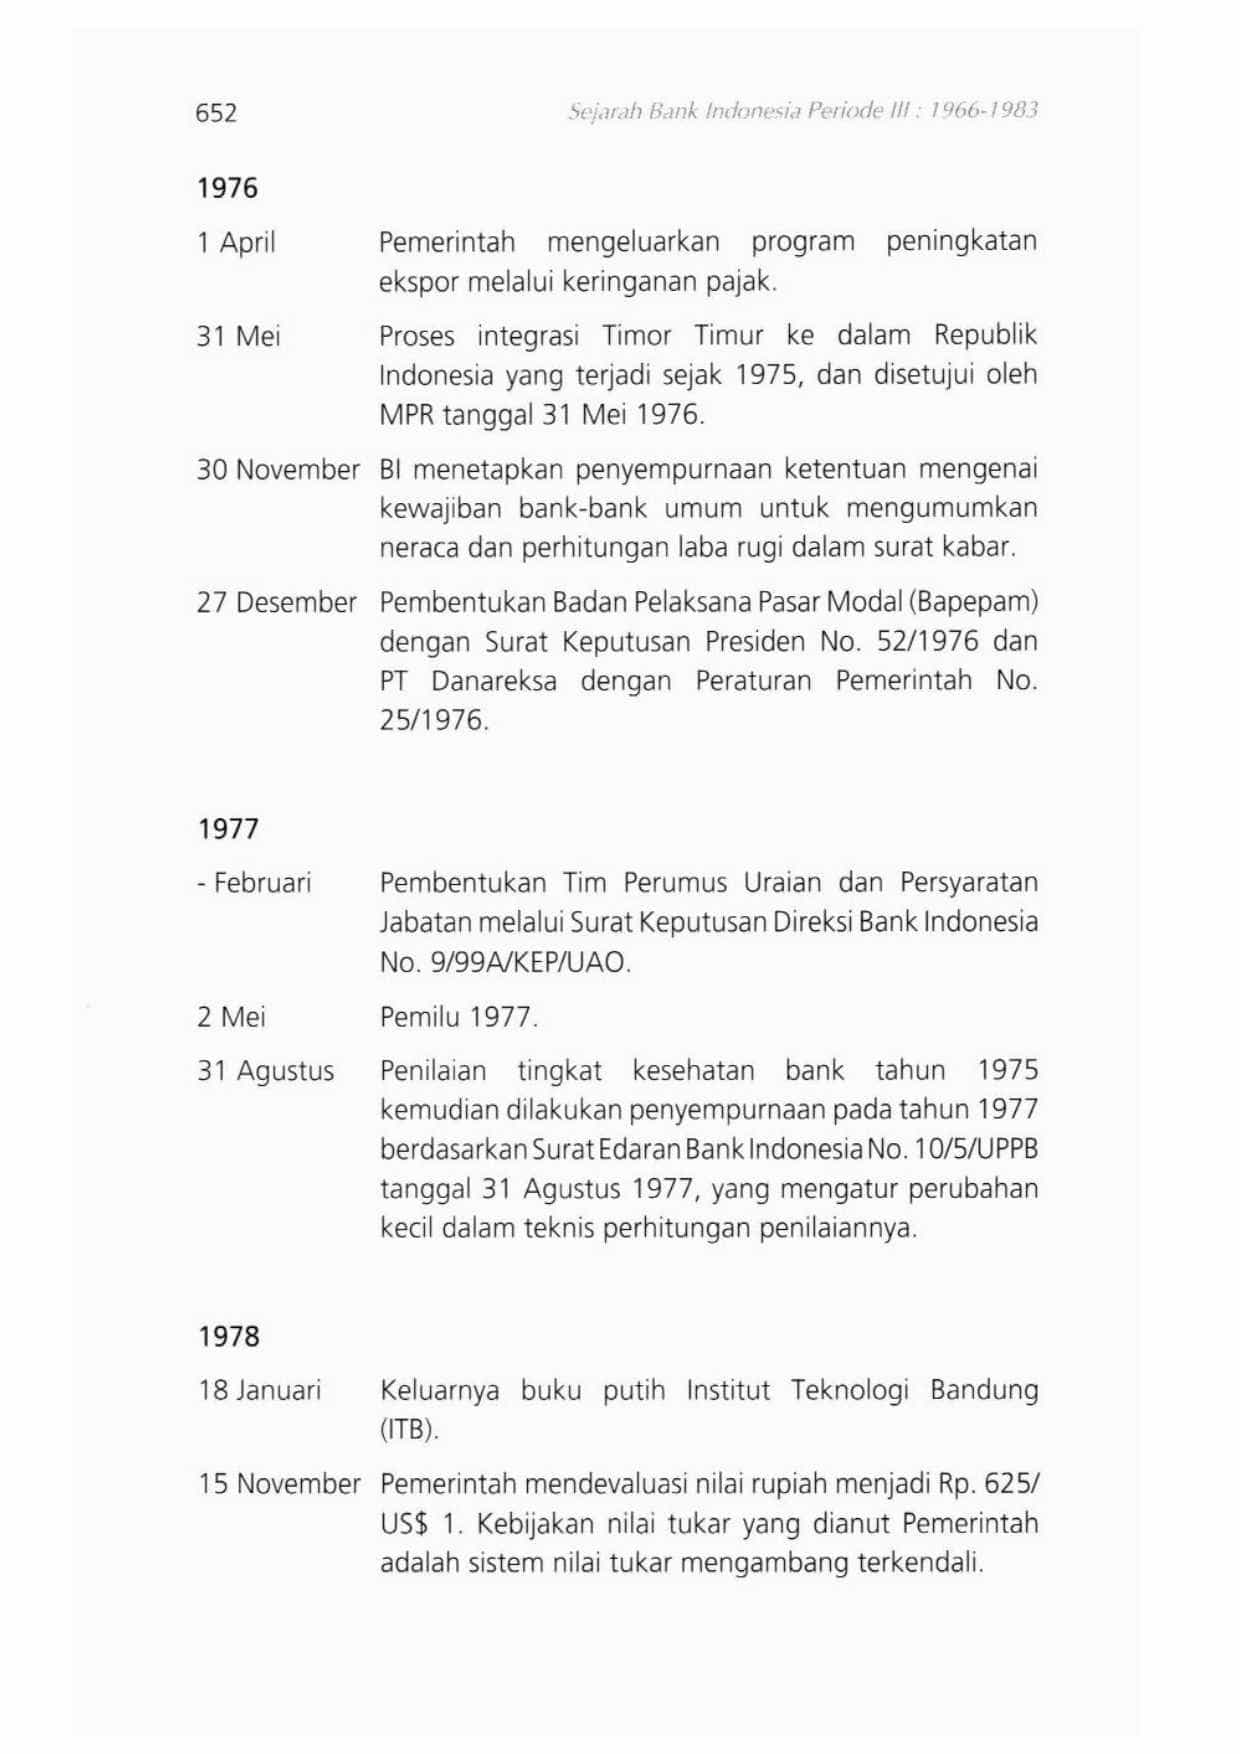 652
Sejarah Bank Indonesia Periode III : 1966-1983
1976
1 April Pemerintah mengeluarkan program peningkatan
ekspor melalui keringanan pajak.
31 Mei Proses integrasi Timor Timur ke dalam Republik
Indonesia yang terjadi sejak 1975, dan disetujui oleh
MPR tanggal 31 Mei 1976.
30 November BI menetapkan penyempurnaan ketentuan mengenai
kewajiban bank-bank umum untuk mengumumkan
neraca dan perhitungan laba rugi dalam surat kabar.
27 Desember Pembentukan Badan Pelaksana Pasar Modal (Bapepam)
dengan Surat Keputusan Presiden No. 52/1976 dan
PT Danareksa dengan Peraturan Pemerintah No.
25/1976.
1977
- Februari Pembentukan Tim Perumus Uraian dan Persyaratan
Jabatan melalui Surat Keputusan Direksi Bank Indonesia
No. 9/99A/KEP/UAO.
2 Mei Pemilu 1977.
31 Agustus Penilaian tingkat kesehatan bank tahun 1975
kemudian dilakukan penyempurnaan pada tahun 1977
berdasarkan Surat Edaran Bank Indonesia No. 10/5/UPPB
tanggal 31 Agustus 1977, yang mengatur perubahan
kecil dalam teknis perhitungan penilaiannya.
1978
18 Januari Keluarnya buku putih Institut Teknologi Bandung
(ITB).
15 November Pemerintah mendevaluasi nilai rupiah menjadi Rp. 625/
US$ 1. Kebijakan nilai tukar yang dianut Pemerintah
adalah sistem nilai tukar mengambang terkendali.